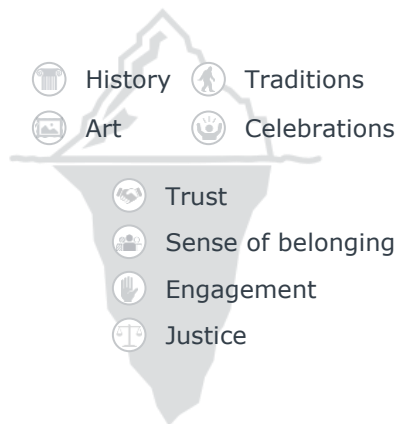 History
Traditions
Art
Celebrations
Trust
Sense of belonging
Engagement
Justice